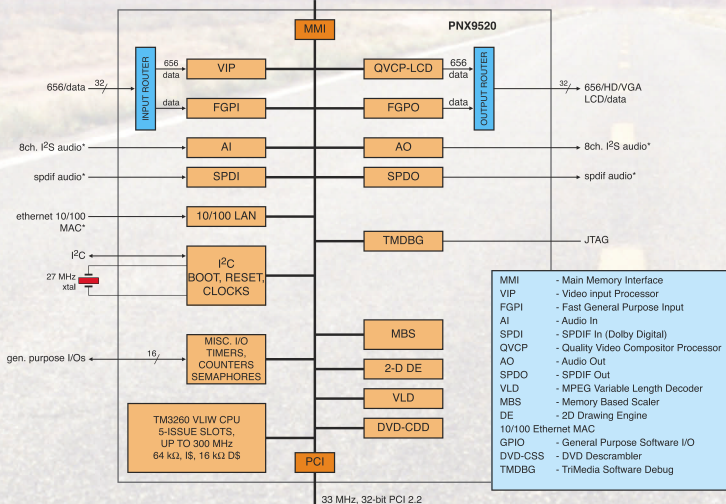 MMI
PNX9520
INPUT ROUTER
656
data
VIP
QVCP-LCD
656
data
OUTPUT ROUTER
656/data
32
data
FGPI
FGPO
data
32
656/HD/VGA
LCD/data
8ch. I²S audio*
AI
AO
8ch. I²S audio*
spdif audio*
SPDI
SPDO
spdif audio*
ethernet 10/100
MAC*
10/100 LAN
TMDBG
JTAG
I²C
27 MHz
xtal
I²C
BOOT, RESET,
CLOCKS
gen. purpose I/Os
16
MISC. I/O
TIMERS,
COUNTERS
SEMAPHORES
MBS
2-D DE
VLD
DVD-CDD
TM3260 VLIW CPU
5-ISSUE SLOTS,
UP TO 300 MHz
64 kΩ, I$, 16 kΩ D$
PCI
33 MHz, 32-bit PCI 2.2
MMI - Main Memory Interface
VIP - Video input Processor
FGPI - Fast General Purpose Input
AI - Audio In
SPDI - SPDIF In (Dolby Digital)
QVCP - Quality Video Compositor Processor
AO - Audio Out
SPDO - SPDIF Out
VLD - MPEG Variable Length Decoder
MBS - Memory Based Scaler
DE - 2D Drawing Engine
10/100 Ethernet MAC
GPIO - General Purpose Software I/O
DVD-CSS - DVD Descrambler
TMDBG - TriMedia Software Debug